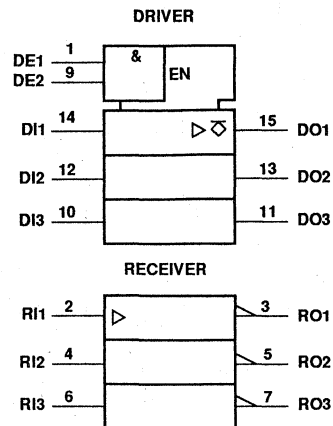 DRIVER
DE1 1 &
DE2 9 EN
DI1 14 15 DO1
DI2 12 13 DO2
DI3 10 11 DO3
RECEIVER
RI1 2 3 RO1
RI2 4 5 RO2
RI3 6 7 RO3